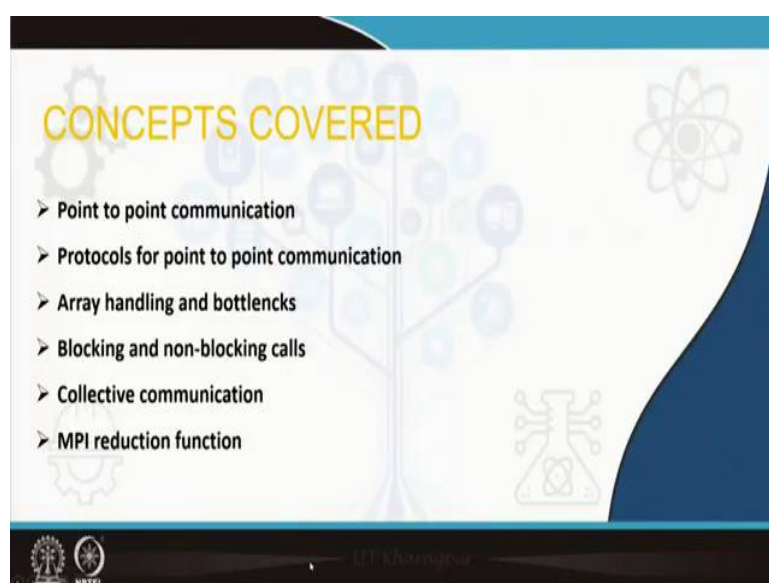 CONCEPTS COVERED
➤ Point to point communication
➤ Protocols for point to point communication
➤ Array handling and bottlencks
➤ Blocking and non-blocking calls
➤ Collective communication
➤ MPI reduction function
IIT Kharagpur
NPTEL